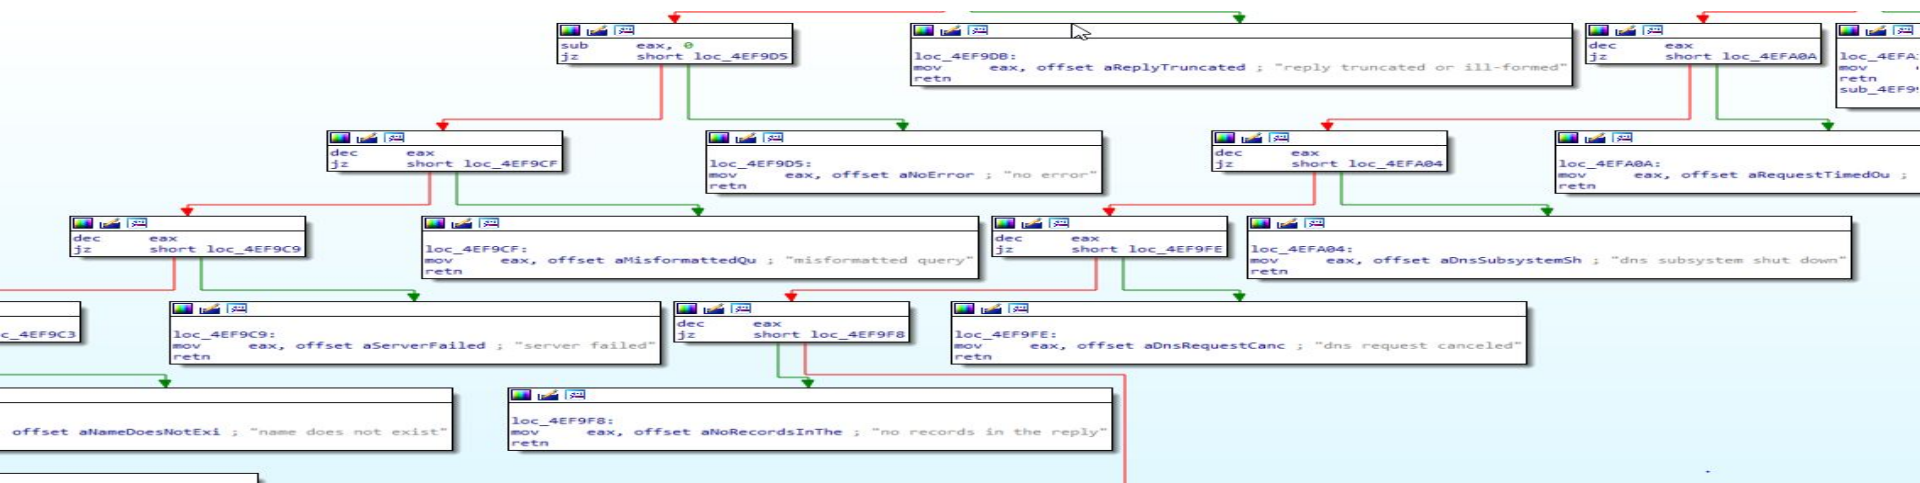 sub eax, 0
jz short loc_4EF9D5
loc_4EF9DB:
mov eax, offset aReplyTruncated ; "reply truncated or ill-formed"
retn
dec eax
jz short loc_4EFA0A
loc_4EFA
mov
retn
sub_4EF9
dec eax
jz short loc_4EF9CF
loc_4EF9D5:
mov eax, offset aNoError ; "no error"
retn
dec eax
jz short loc_4EFA04
loc_4EFA0A:
mov eax, offset aRequestTimedOu ;
retn
dec eax
jz short loc_4EF9C9
loc_4EF9CF:
mov eax, offset aMisformattedQu ; "misformatted query"
retn
dec eax
jz short loc_4EF9FE
loc_4EFA04:
mov eax, offset aDnsSubsystemSh ; "dns subsystem shut down"
retn
c_4EF9C3
loc_4EF9C9:
mov eax, offset aServerFailed ; "server failed"
retn
dec eax
jz short loc_4EF9F8
loc_4EF9FE:
mov eax, offset aDnsRequestCanc ; "dns request canceled"
retn
offset aNameDoesNotExi ; "name does not exist"
loc_4EF9F8:
mov eax, offset aNoRecordsInThe ; "no records in the reply"
retn